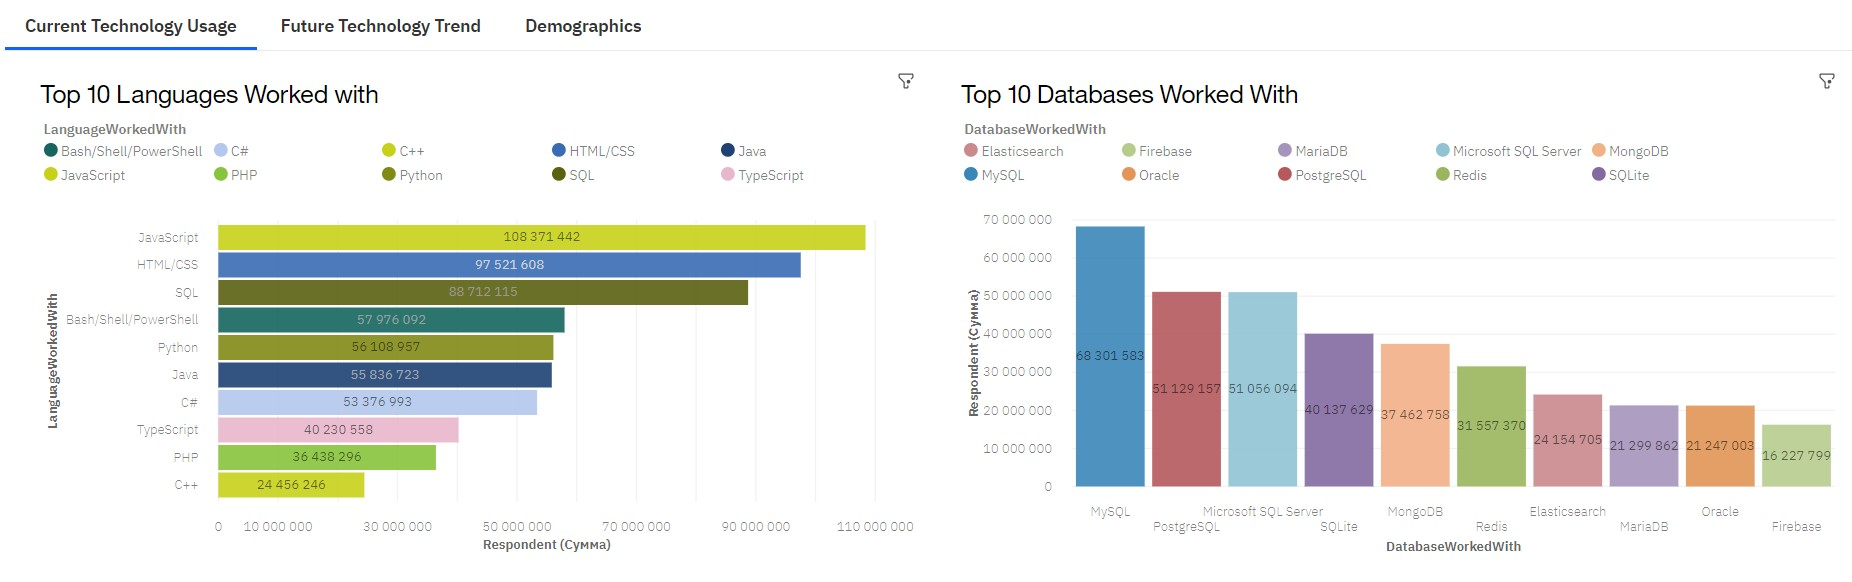 Current Technology Usage Future Technology Trend Demographics
Top 10 Languages Worked with
LanguageWorkedWith
Bash/Shell/PowerShell C# C++ HTML/CSS Java
JavaScript PHP Python SQL TypeScript
LanguageWorkedWith
JavaScript 108 371 442
HTML/CSS 97 521 608
SQL 88 712 115
Bash/Shell/PowerShell 57 976 092
Python 56 108 957
Java 55 836 723
C# 53 376 993
TypeScript 40 230 558
PHP 36 438 296
C++ 24 456 246
0 10 000 000 30 000 000 50 000 000 70 000 000 90 000 000 110 000 000
Respondent (Сумма)
Top 10 Databases Worked With
DatabaseWorkedWith
Elasticsearch Firebase MariaDB Microsoft SQL Server MongoDB
MySQL Oracle PostgreSQL Redis SQLite
Respondent (Сумма)
70 000 000
60 000 000
50 000 000
40 000 000
30 000 000
20 000 000
10 000 000
0
68 301 583
51 129 157
51 056 094
40 137 629
37 462 758
31 557 370
24 154 705
21 299 862
21 247 003
16 227 799
MySQL Microsoft SQL Server MongoDB Elasticsearch Oracle
PostgreSQL SQLite Redis MariaDB Firebase
DatabaseWorkedWith